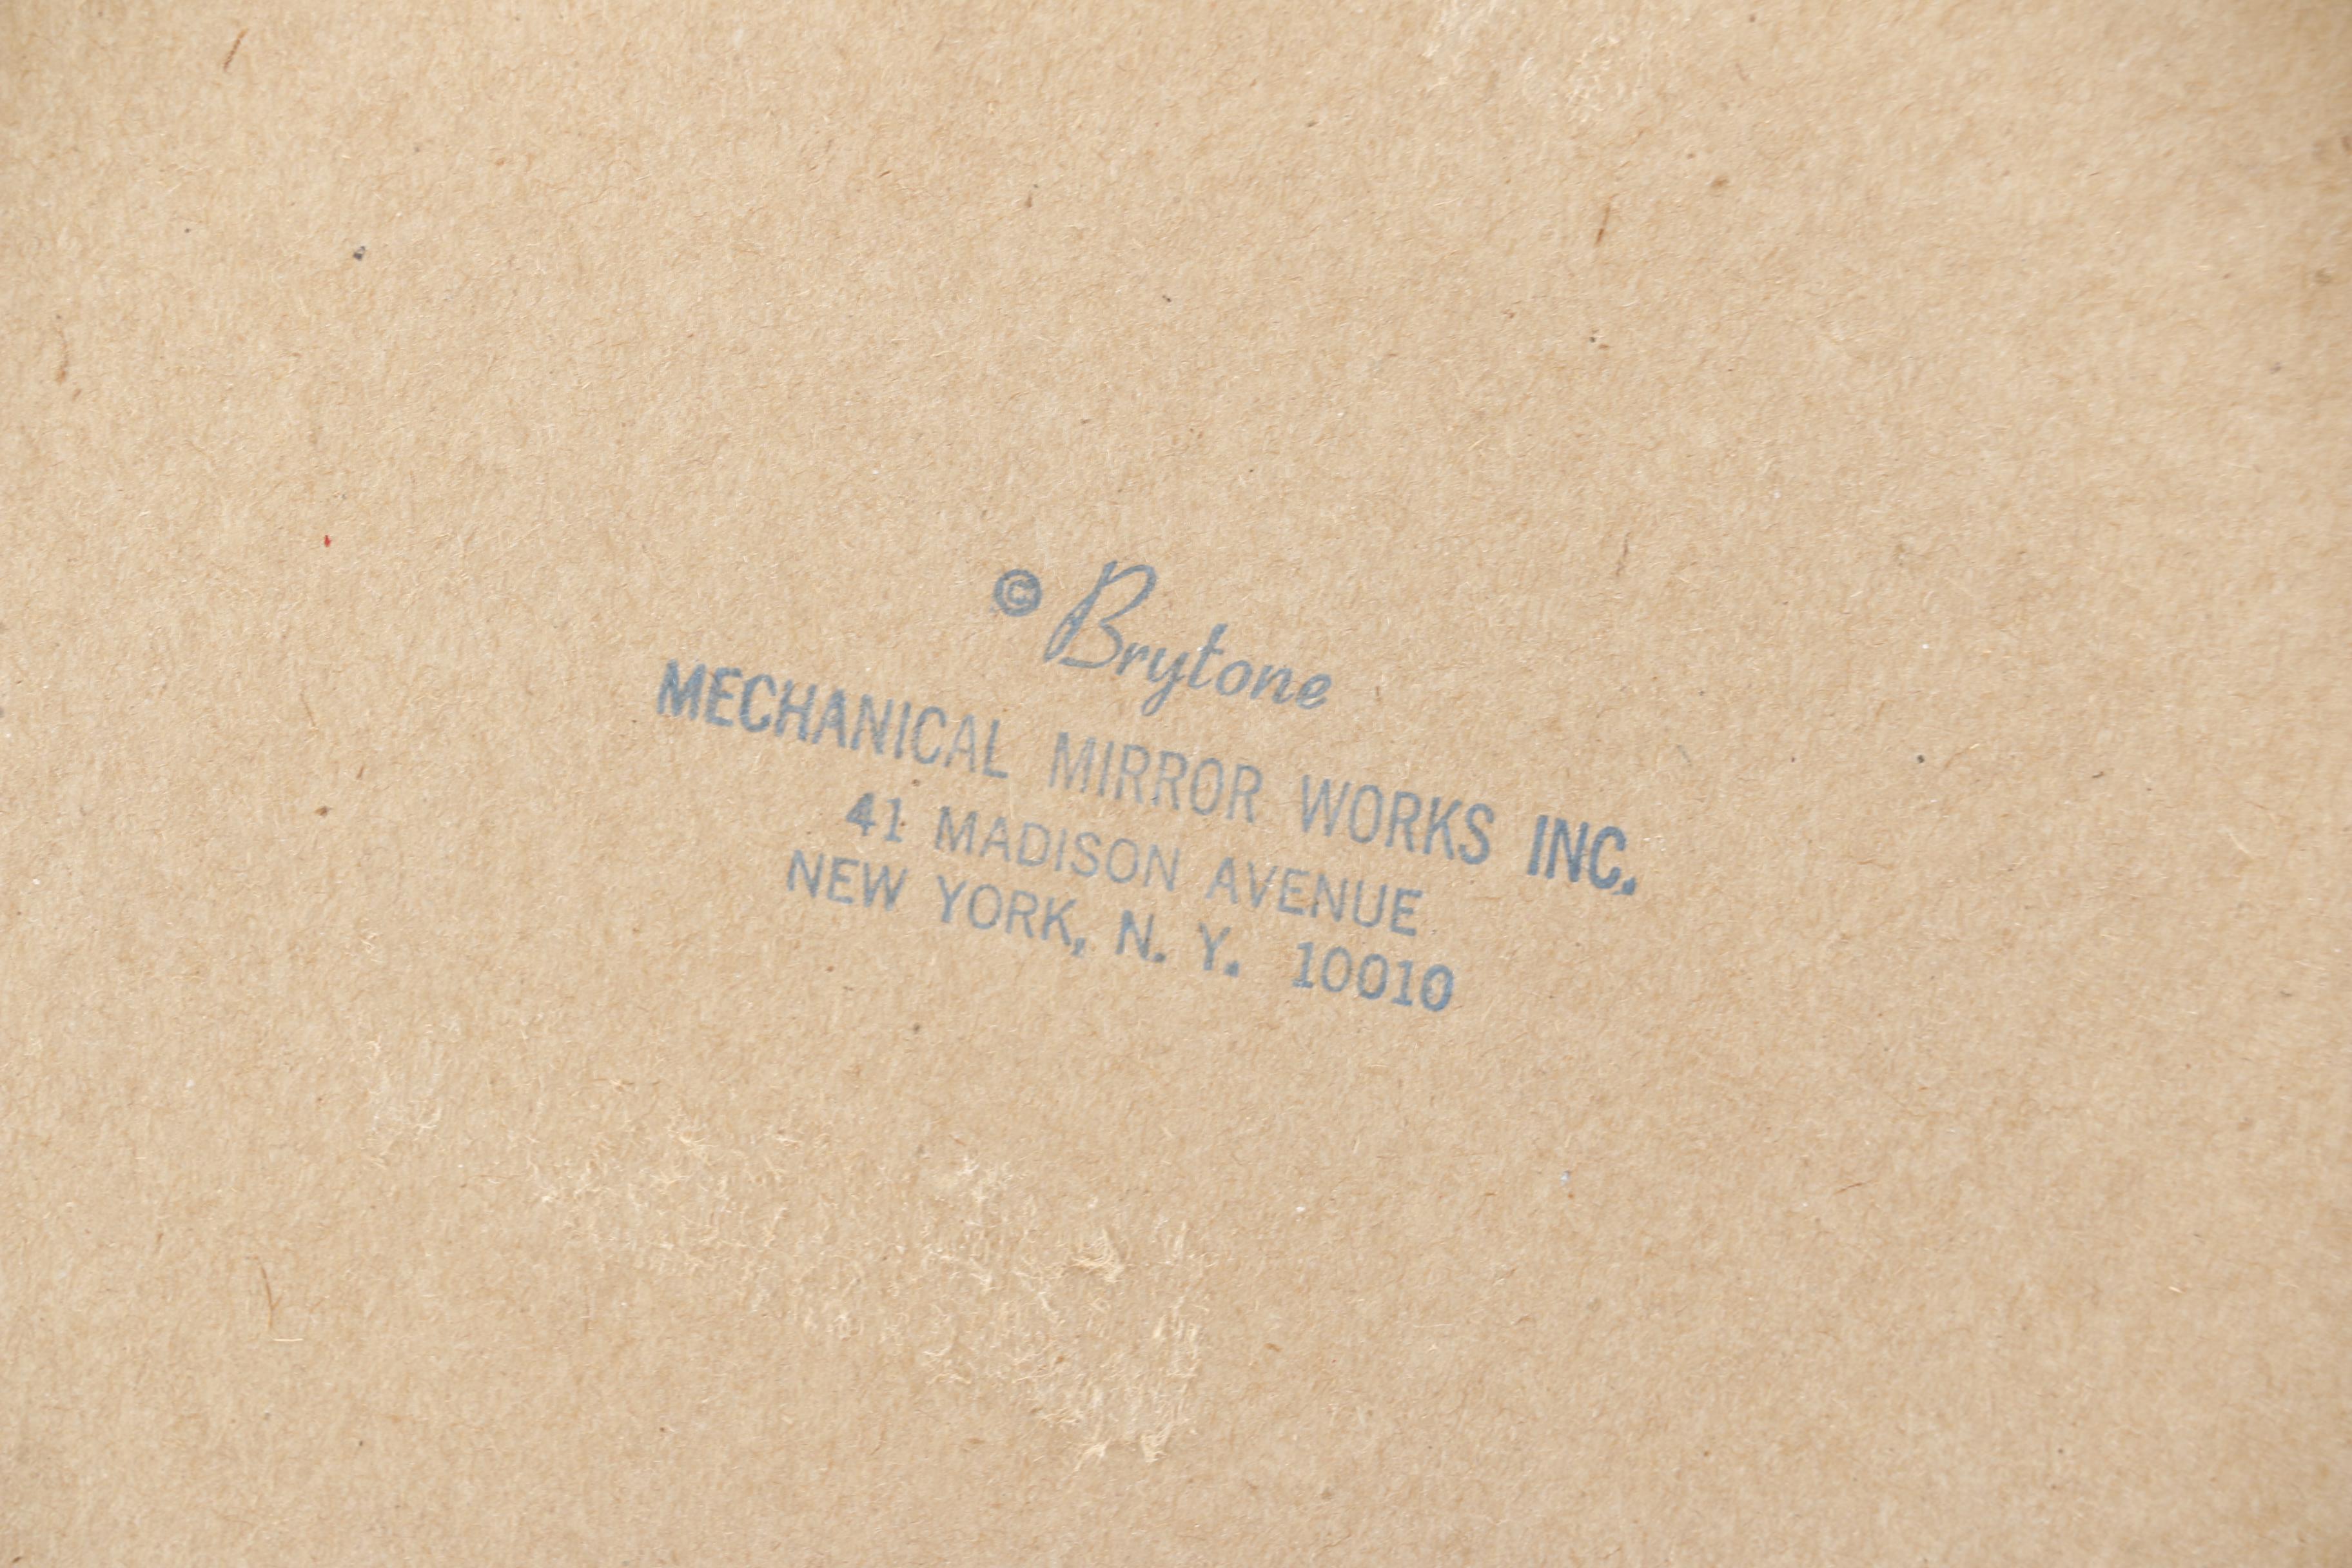 © Brytone
MECHANICAL MIRROR WORKS INC.
41 MADISON AVENUE
NEW YORK, N. Y. 10010